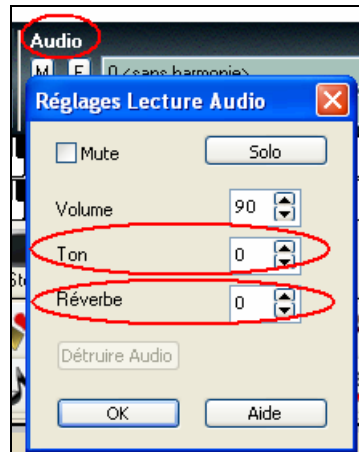 Audio
M F 0 <sans harmonie>
Réglages Lecture Audio
Mute Solo
Volume 90
Ton 0
Réverbe 0
Détruire Audio
OK Aide